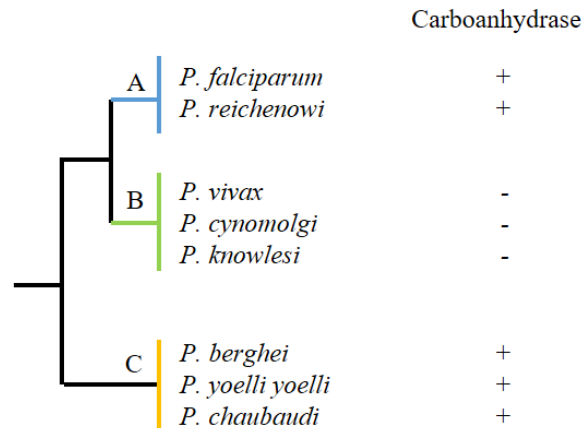 Carboanhydrase
A P. falciparum +
P. reichenowi +
B P. vivax -
P. cynomolgi -
P. knowlesi -
C P. berghei +
P. yoelli yoelli +
P. chaubaudi +